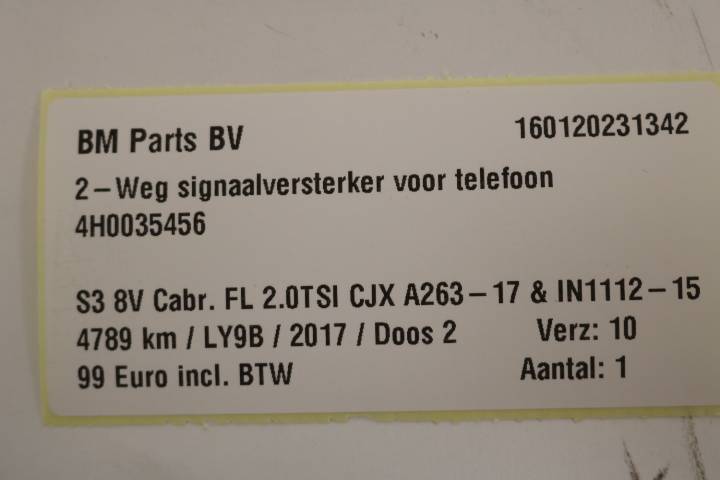 BM Parts BV 160120231342
2-Weg signaalversterker voor telefoon
4H0035456
S3 8V Cabr. FL 2.0TSI CJX A263-17 & IN1112-15
4789 km / LY9B / 2017 / Doos 2 Verz: 10
99 Euro incl. BTW Aantal: 1